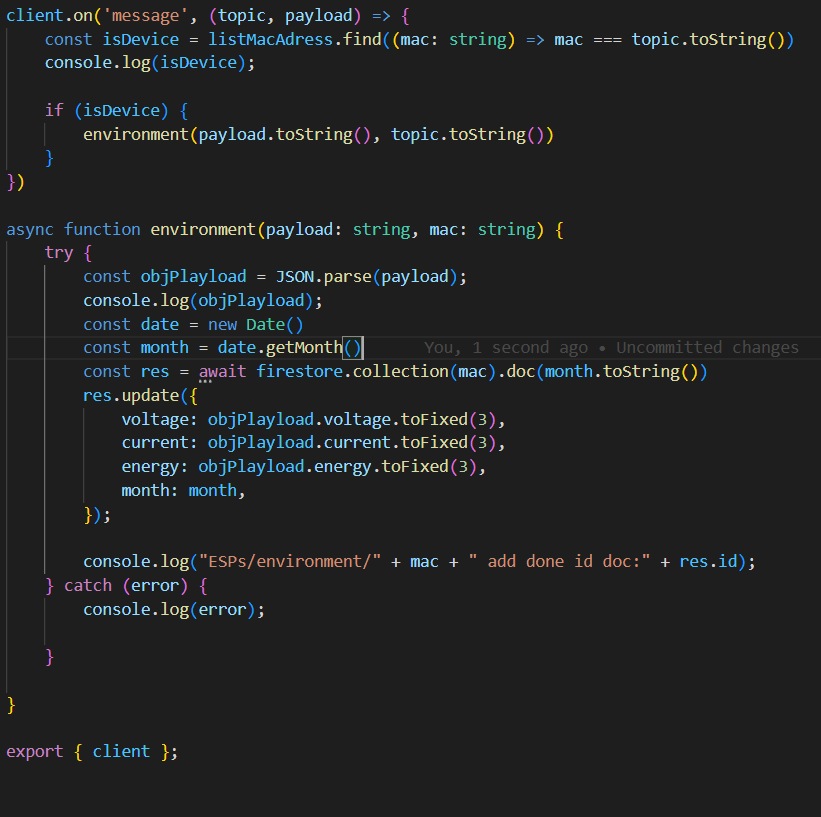 client.on('message', (topic, payload) => {
    const isDevice = listMacAdress.find((mac: string) => mac === topic.toString())
    console.log(isDevice);
    if (isDevice) {
        environment(payload.toString(), topic.toString())
    }
})
async function environment(payload: string, mac: string) {
    try {
        const objPlayload = JSON.parse(payload);
        console.log(objPlayload);
        const date = new Date()
        const month = date.getMonth() You, 1 second ago • Uncommitted changes
        const res = await firestore.collection(mac).doc(month.toString())
        res.update({
            voltage: objPlayload.voltage.toFixed(3),
            current: objPlayload.current.toFixed(3),
            energy: objPlayload.energy.toFixed(3),
            month: month,
        });
        console.log("ESPs/environment/" + mac + " add done id doc:" + res.id);
    } catch (error) {
        console.log(error);
    }
}
export { client };